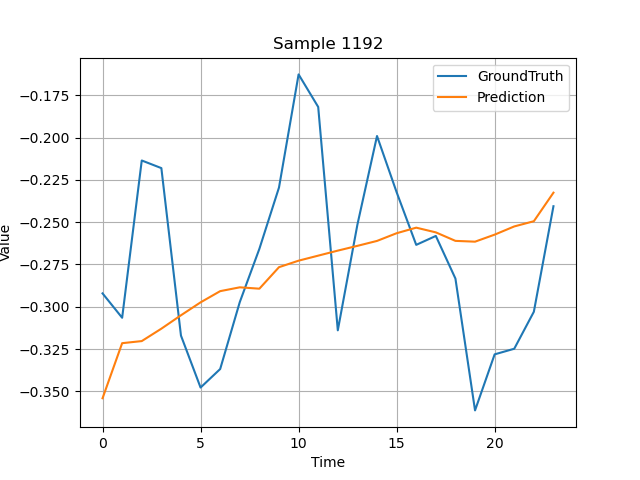 Sample 1192
GroundTruth
Prediction
−0.175
−0.200
−0.225
−0.250
−0.275
−0.300
−0.325
−0.350
Value
0 5 10 15 20
Time